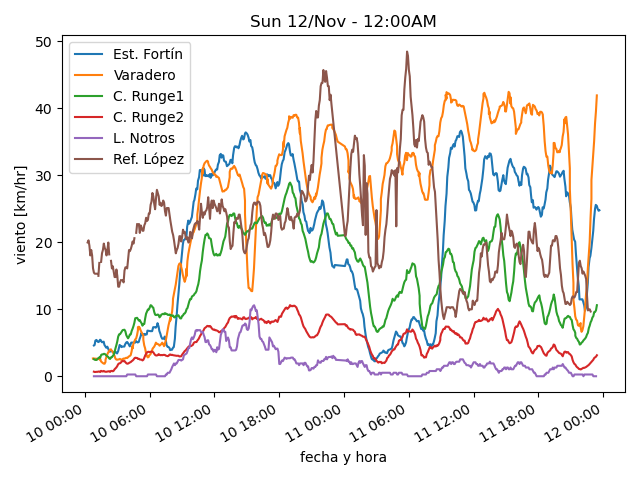 Sun 12/Nov - 12:00AM
50
40
30
20
10
0
viento [km/hr]
Est. Fortín
Varadero
C. Runge1
C. Runge2
L. Notros
Ref. López
10 00:00
10 06:00
10 12:00
10 18:00
11 00:00
11 06:00
11 12:00
11 18:00
12 00:00
fecha y hora